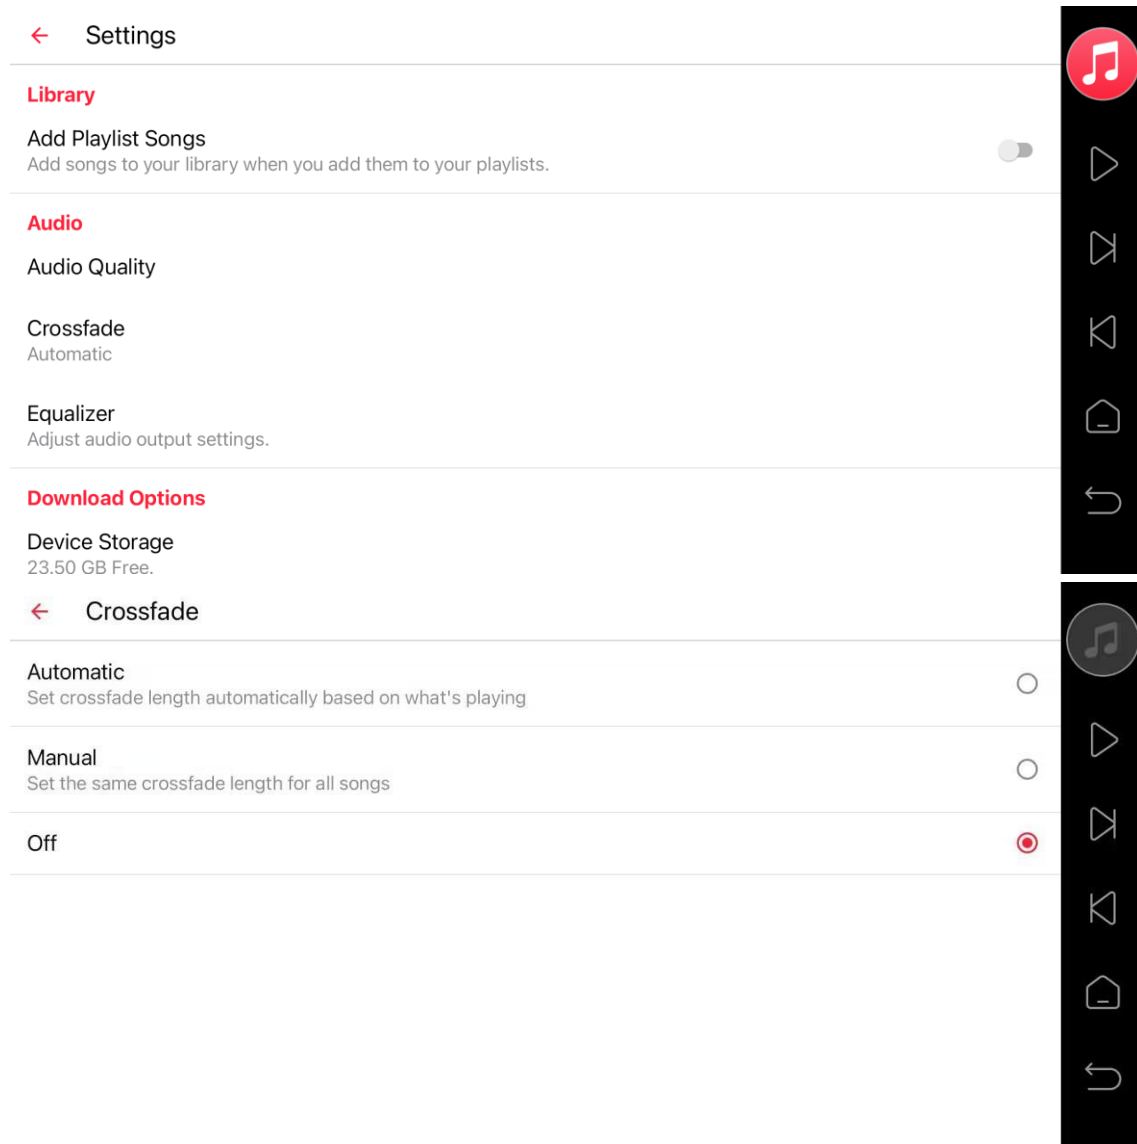 Settings
Library
Add Playlist Songs
Add songs to your library when you add them to your playlists.
Audio
Audio Quality
Crossfade
Automatic
Equalizer
Adjust audio output settings.
Download Options
Device Storage
23.50 GB Free.
Crossfade
Automatic
Set crossfade length automatically based on what's playing
Manual
Set the same crossfade length for all songs
Off